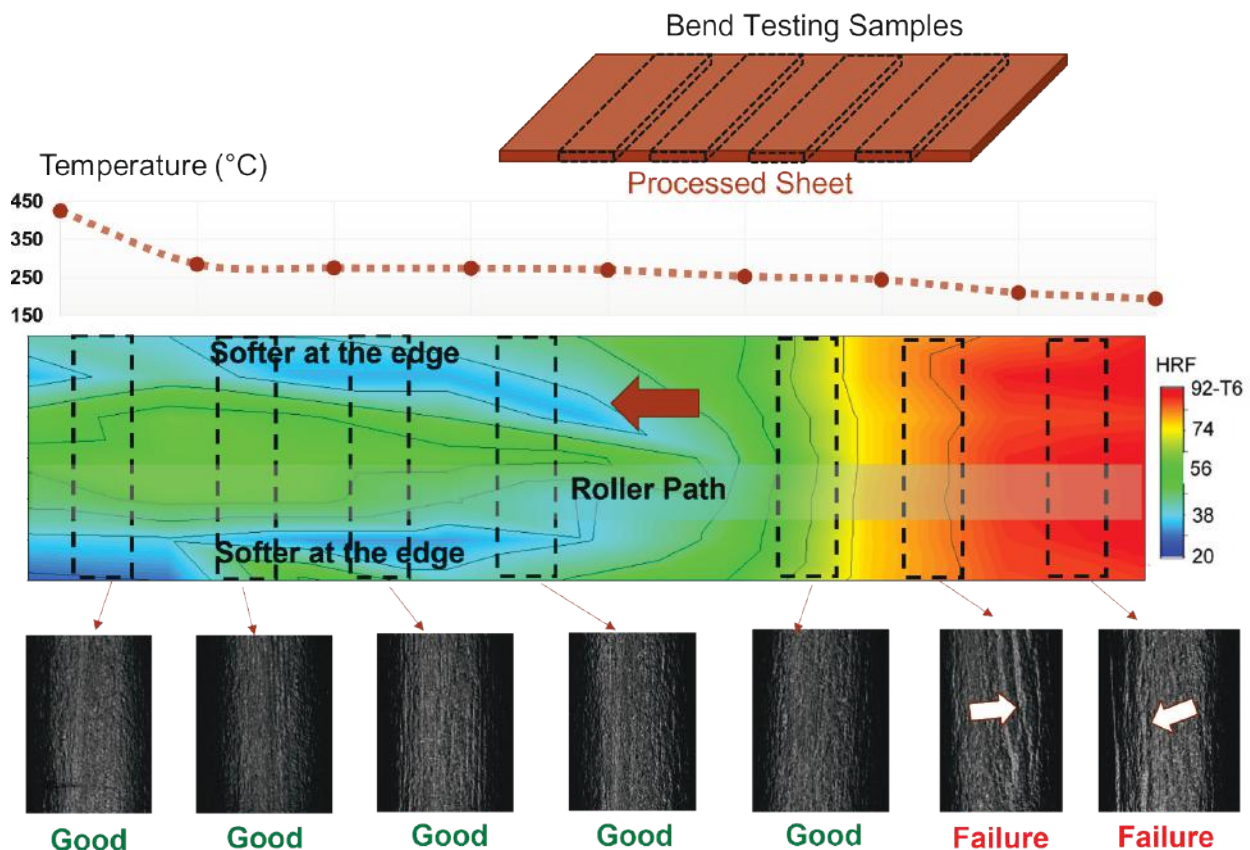 Bend Testing Samples
Processed Sheet
Temperature (°C)
450
350
250
150
Softer at the edge
Roller Path
Softer at the edge
HRF
92-T6
74
56
38
20
Good
Good
Good
Good
Good
Failure
Failure